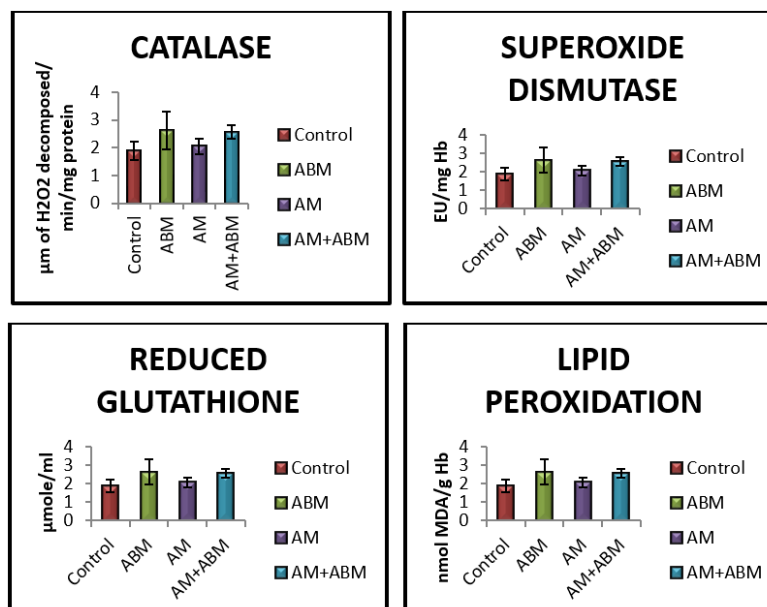 CATALASE
µm of H2O2 decomposed/
min/mg protein
4
3
2
1
0
Control
ABM
AM
AM+ABM
Control
ABM
AM
AM+ABM
SUPEROXIDE
DISMUTASE
EU/mg Hb
4
3
2
1
0
Control
ABM
AM
AM+ABM
Control
ABM
AM
AM+ABM
REDUCED
GLUTATHIONE
µmole/ml
4
3
2
1
0
Control
ABM
AM
AM+ABM
Control
ABM
AM
AM+ABM
LIPID
PEROXIDATION
nmol MDA/g Hb
4
3
2
1
0
Control
ABM
AM
AM+ABM
Control
ABM
AM
AM+ABM